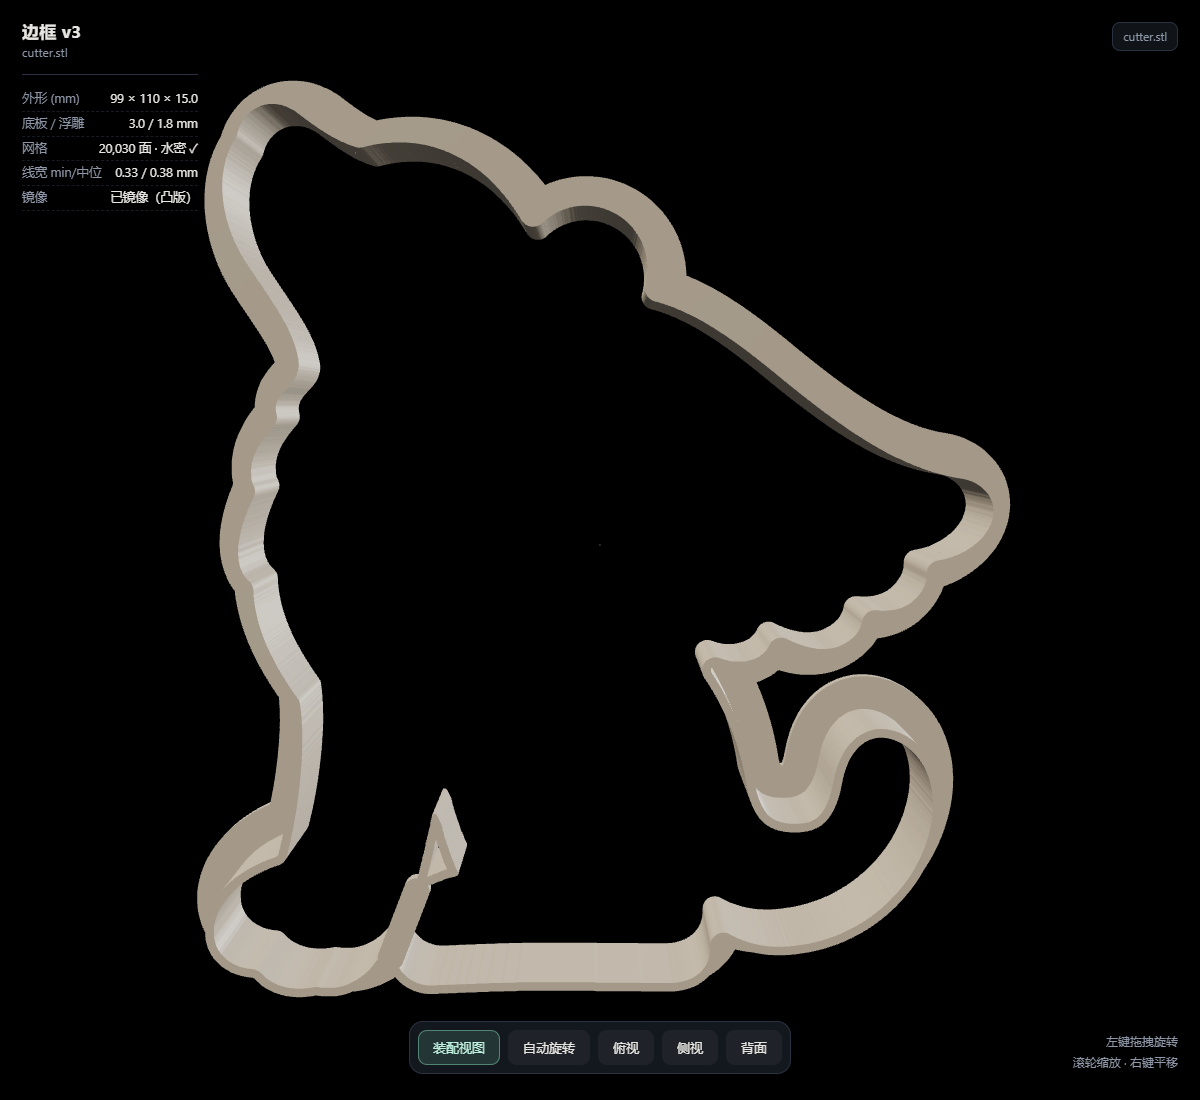 边框 v3
cutter.stl
cutter.stl
外形 (mm) 99 × 110 × 15.0
底板 / 浮雕 3.0 / 1.8 mm
网格 20,030 面 · 水密 ✓
线宽 min/中位 0.33 / 0.38 mm
镜像 已镜像（凸版）
装配视图 自动旋转 俯视 侧视 背面
左键拖拽旋转
滚轮缩放 · 右键平移